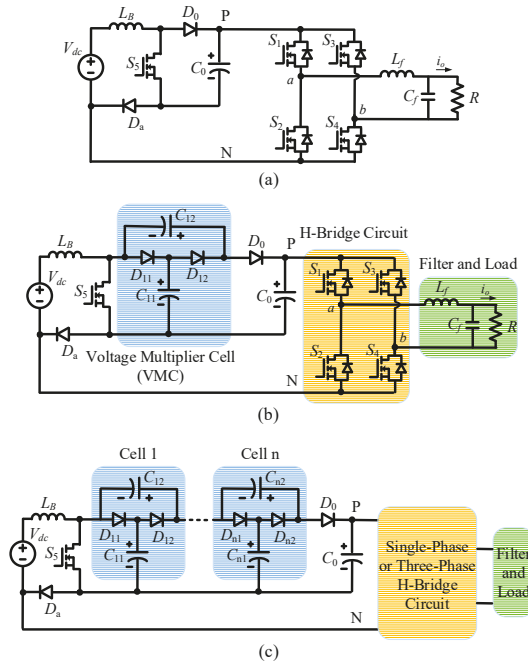 L_B D_0 P
S_1 S_3
V_dc S_5 C_0 a L_f i_o
C_f R
D_a S_2 S_4 b
N
(a)
C_12 H-Bridge Circuit
L_B D_0 P Filter and Load
V_dc D_11 D_12 S_1 S_3 L_f i_o
S_5 C_11 C_0 a C_f R
D_a Voltage Multiplier Cell S_2 S_4 b
(VMC) N
(b)
Cell 1 Cell n
C_12 C_n2
L_B D_0 P
V_dc D_11 D_12 D_n1 D_n2 Single-Phase
S_5 C_11 C_n1 C_0 or Three-Phase Filter
H-Bridge and
D_a Circuit Load
N
(c)